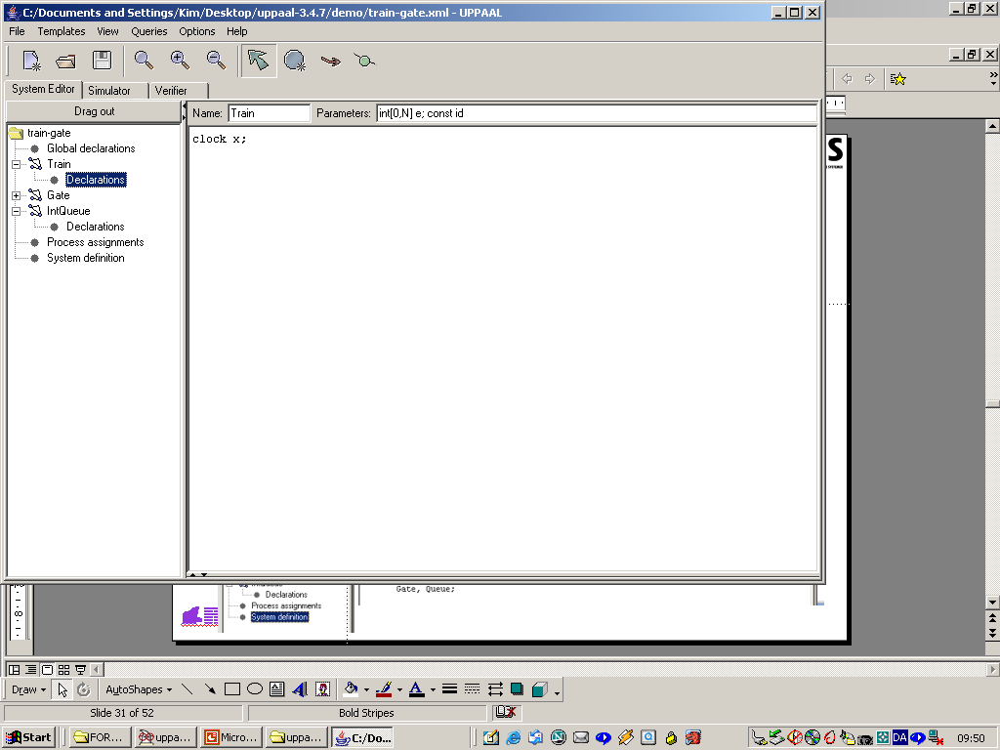 C:/Documents and Settings/Kim/Desktop/uppaal-3.4.7/demo/train-gate.xml - UPPAAL
File Templates View Queries Options Help
System Editor Simulator Verifier
Drag out
Name: Train Parameters: int[0,N] e; const id
train-gate
Global declarations
Train
Declarations
Gate
IntQueue
Declarations
Process assignments
System definition
clock x;
S
Gate, Queue;
Declarations
Process assignments
System definition
8
Draw AutoShapes
Slide 31 of 52 Bold Stripes
Start FOR... uppa... Micro... uppa... C:/Do... DA 09:50